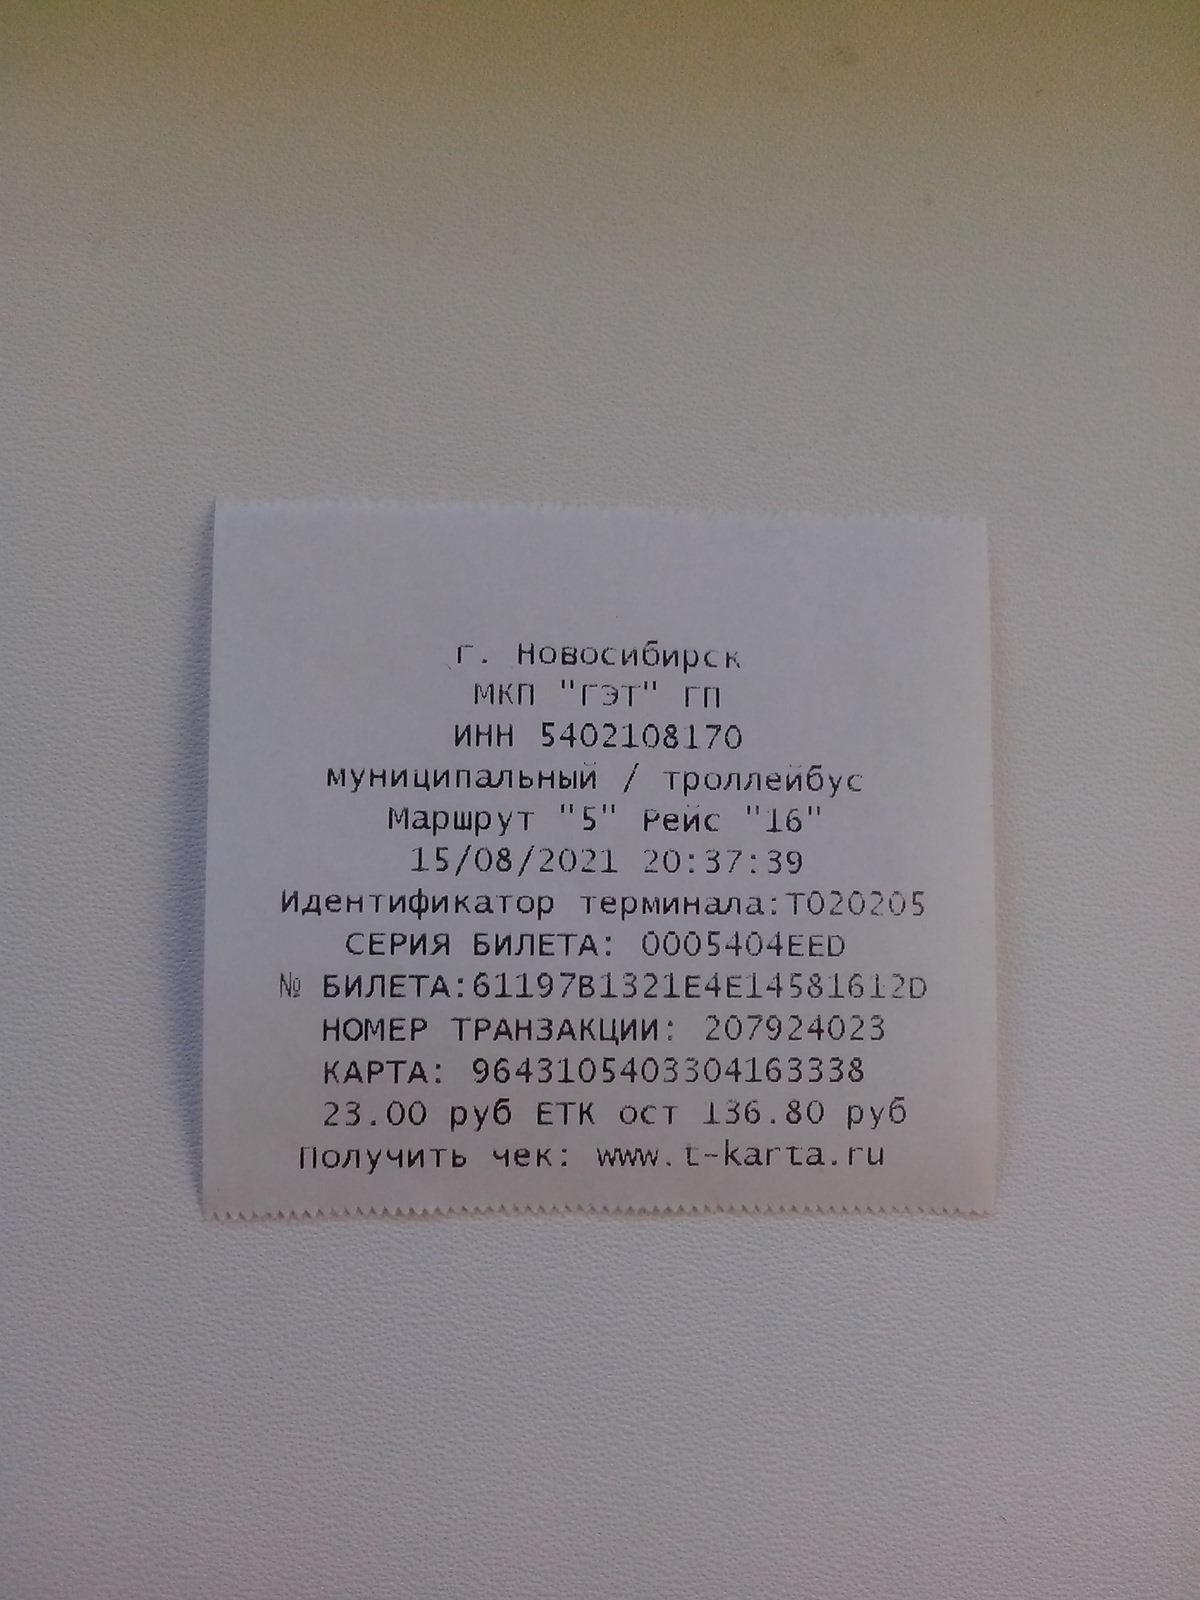 г. Новосибирск
МКП "ГЭТ" ГП
ИНН 5402108170
муниципальный / троллейбус
Маршрут "5" Рейс "16"
15/08/2021 20:37:39
Идентификатор терминала:T020205
СЕРИЯ БИЛЕТА: 0005404EED
№ БИЛЕТА:61197B1321E4E14581612D
НОМЕР ТРАНЗАКЦИИ: 207924023
КАРТА: 9643105403304163338
23.00 руб ЕТК ост 136.80 руб
Получить чек: www.t-karta.ru